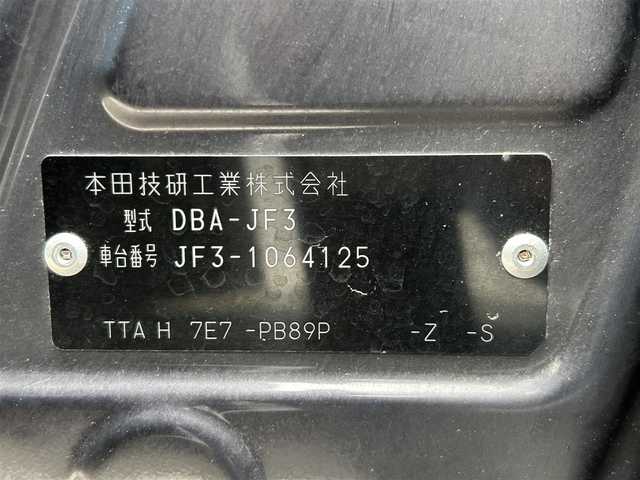 本田技研工業株式会社
型式 DBA-JF3
車台番号 JF3-1064125
TTA H 7E7 -PB89P -Z -S